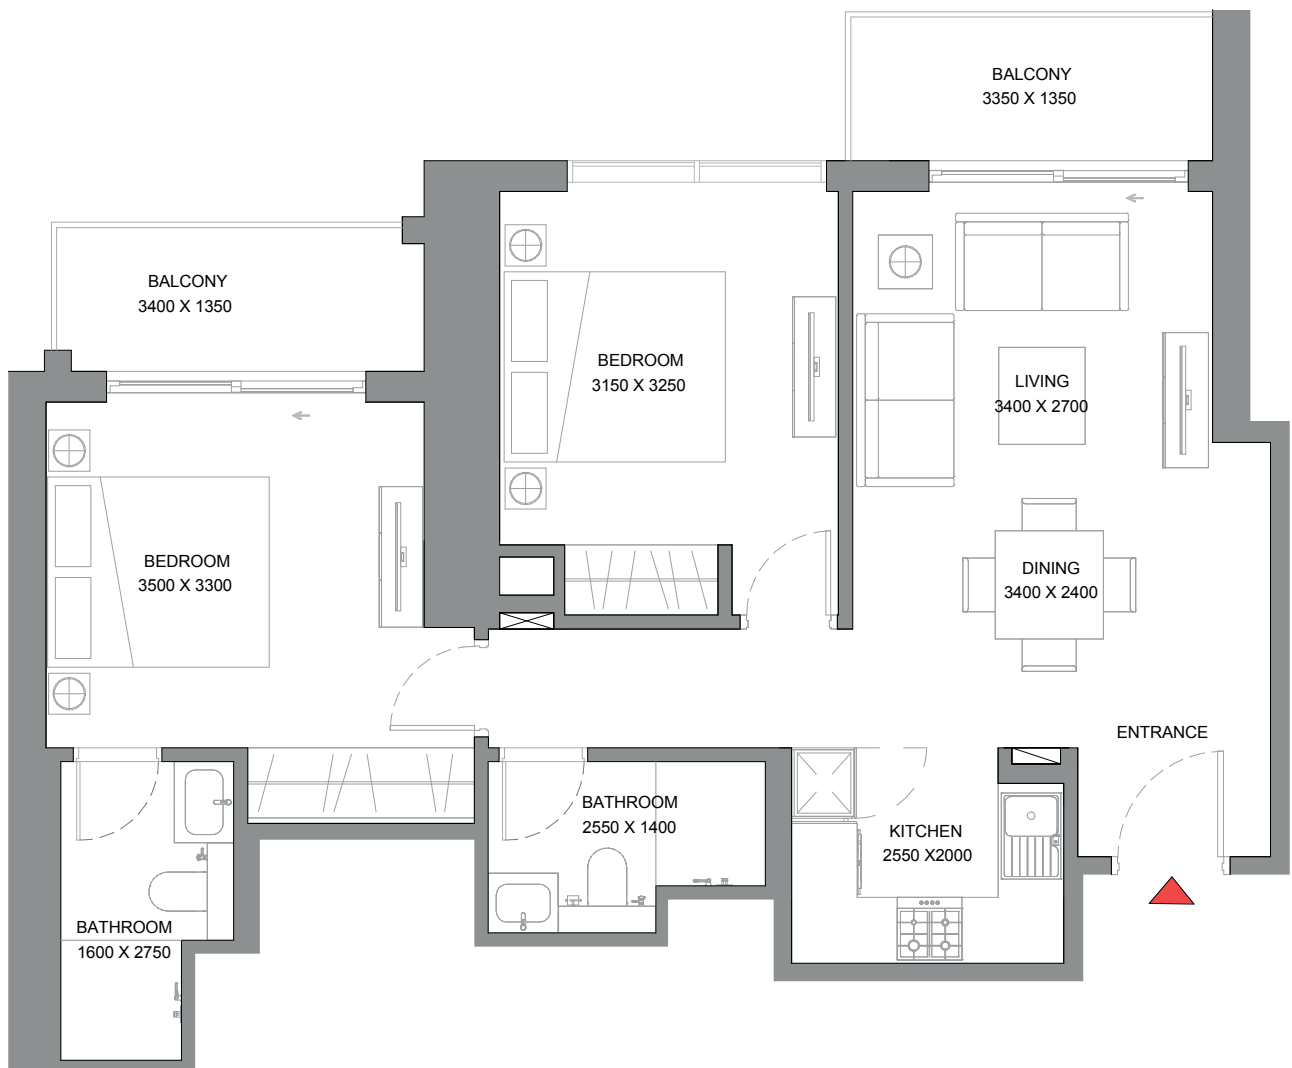 BALCONY
3350 X 1350
BALCONY
3400 X 1350
BEDROOM
3150 X 3250
LIVING
3400 X 2700
BEDROOM
3500 X 3300
DINING
3400 X 2400
ENTRANCE
BATHROOM
2550 X 1400
KITCHEN
2550 X2000
BATHROOM
1600 X 2750